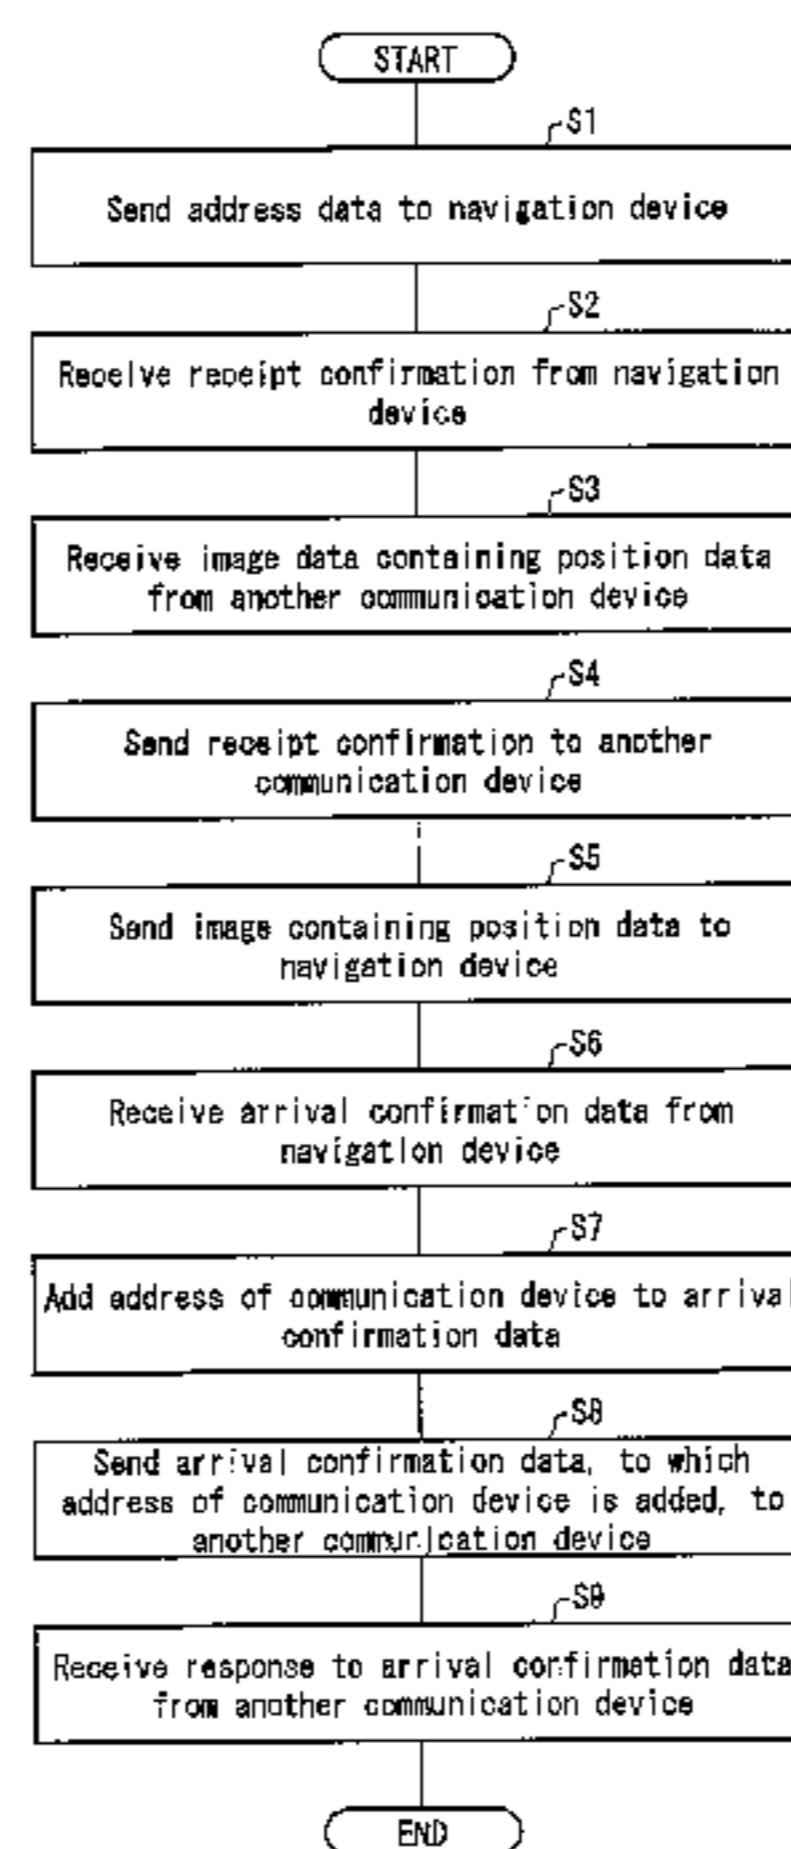 START
S1
Send address data to navigation device
S2
Receive receipt confirmation from navigation
device
S3
Receive image data containing position data
from another communication device
S4
Send receipt confirmation to another
communication device
S5
Send image containing position data to
navigation device
S6
Receive arrival confirmation data from
navigation device
S7
Add address of communication device to arrival
confirmation data
S8
Send arrival confirmation data, to which
address of communication device is added, to
another communication device
S9
Receive response to arrival confirmation data
from another communication device
END